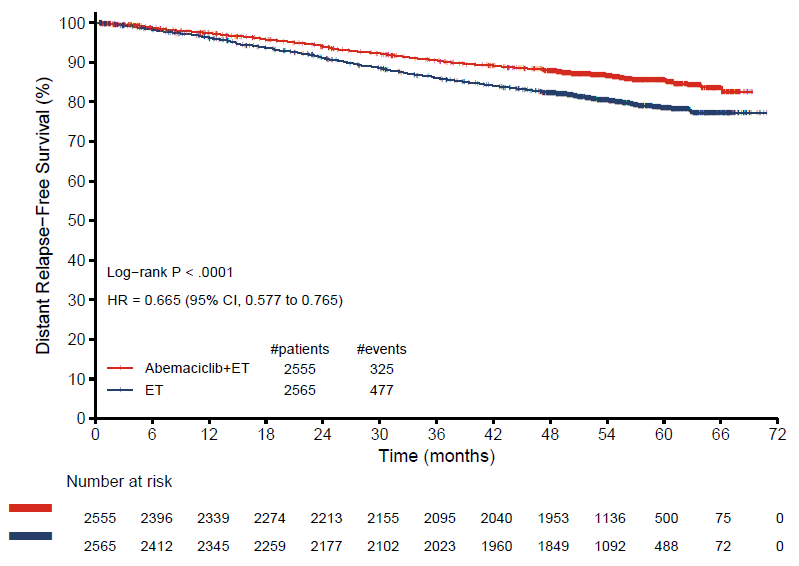 Distant Relapse−Free Survival (%)
100
90
80
70
60
50
40
30
20
10
0
Log−rank P < .0001
HR = 0.665 (95% CI, 0.577 to 0.765)
#patients #events
Abemaciclib+ET 2555 325
ET 2565 477
0 6 12 18 24 30 36 42 48 54 60 66 72
Time (months)
Number at risk
2555 2396 2339 2274 2213 2155 2095 2040 1953 1136 500 75 0
2565 2412 2345 2259 2177 2102 2023 1960 1849 1092 488 72 0